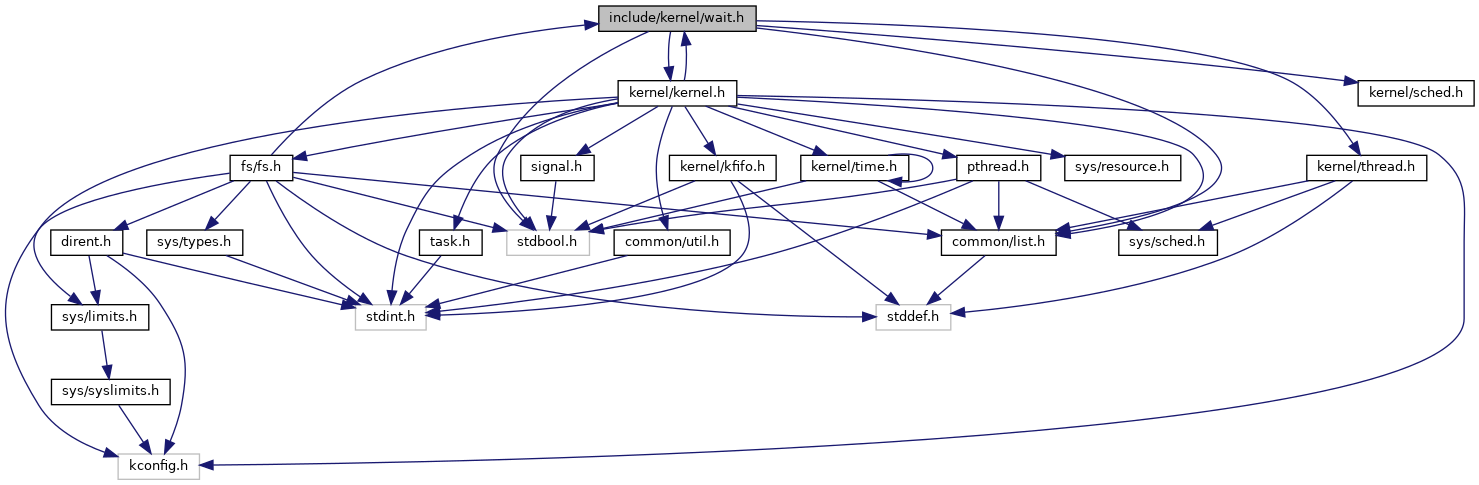 include/kernel/wait.h
kernel/kernel.h
kernel/sched.h
fs/fs.h
signal.h
kernel/kfifo.h
kernel/time.h
pthread.h
sys/resource.h
kernel/thread.h
dirent.h
sys/types.h
task.h
stdbool.h
common/util.h
common/list.h
sys/sched.h
sys/limits.h
stdint.h
stddef.h
sys/syslimits.h
kconfig.h